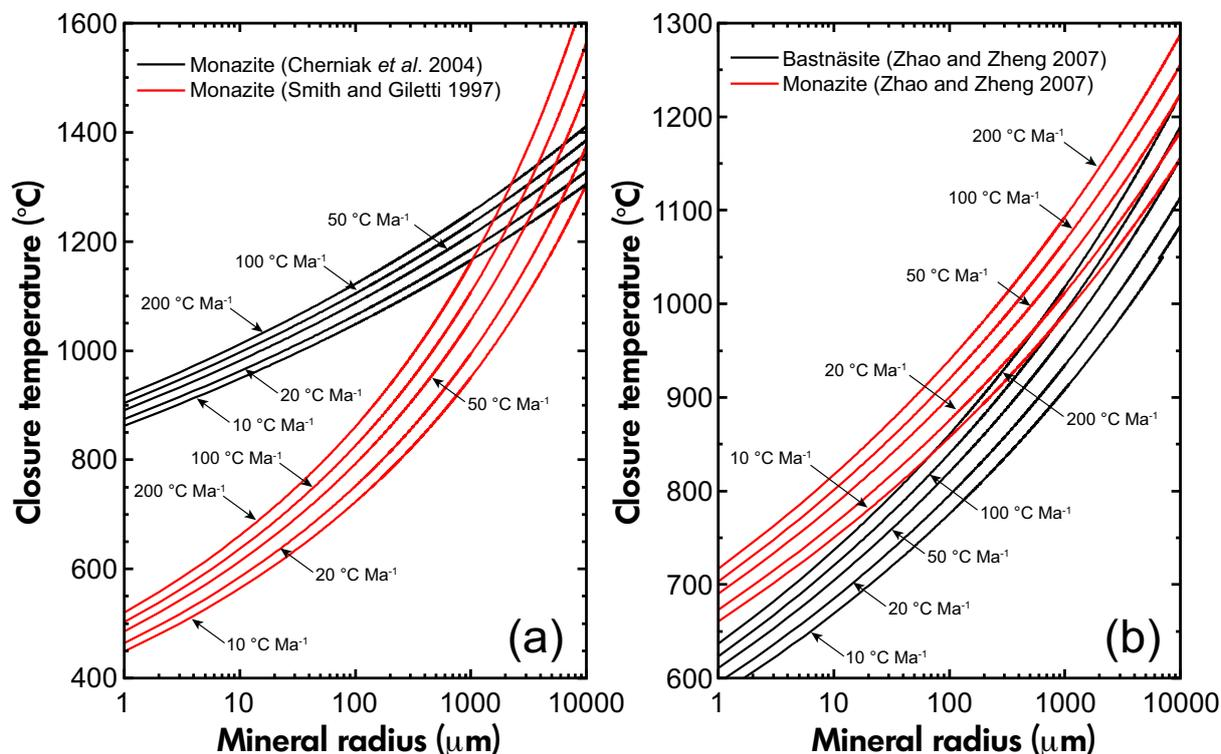 1600
1400
1200
1000
800
600
400
Closure temperature (°C)
Monazite (Cherniak et al. 2004)
Monazite (Smith and Giletti 1997)
50 °C Ma-1
100 °C Ma-1
200 °C Ma-1
20 °C Ma-1
10 °C Ma-1
50 °C Ma-1
100 °C Ma-1
200 °C Ma-1
20 °C Ma-1
10 °C Ma-1
(a)
1 10 100 1000 10000
Mineral radius (μm)
1300
1200
1100
1000
900
800
700
600
Closure temperature (°C)
Bastnäsite (Zhao and Zheng 2007)
Monazite (Zhao and Zheng 2007)
200 °C Ma-1
100 °C Ma-1
50 °C Ma-1
20 °C Ma-1
200 °C Ma-1
10 °C Ma-1
100 °C Ma-1
50 °C Ma-1
20 °C Ma-1
10 °C Ma-1
(b)
1 10 100 1000 10000
Mineral radius (μm)